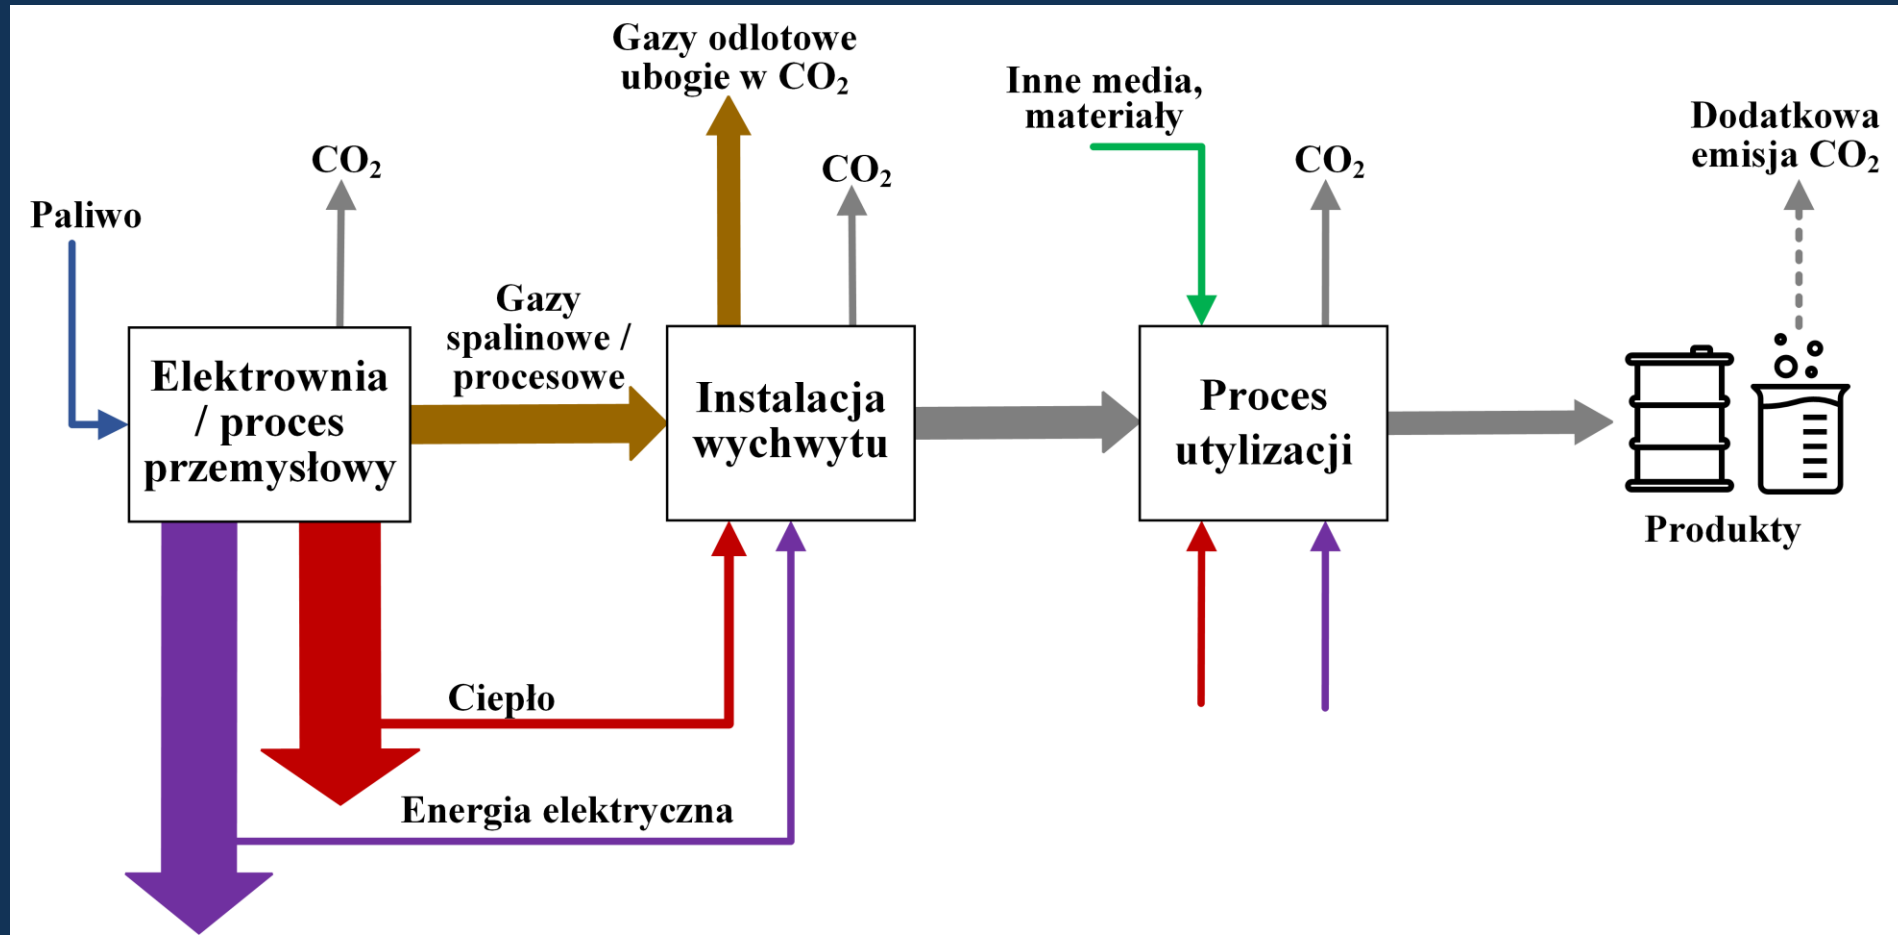 Gazy odlotowe
ubogie w CO₂
Inne media,
materiały
Dodatkowa
emisja CO₂
CO₂
CO₂
CO₂
Paliwo
Gazy
spalinowe /
procesowe
Elektrownia
/ proces
przemysłowy
Instalacja
wychwytu
Proces
utylizacji
Produkty
Ciepło
Energia elektryczna